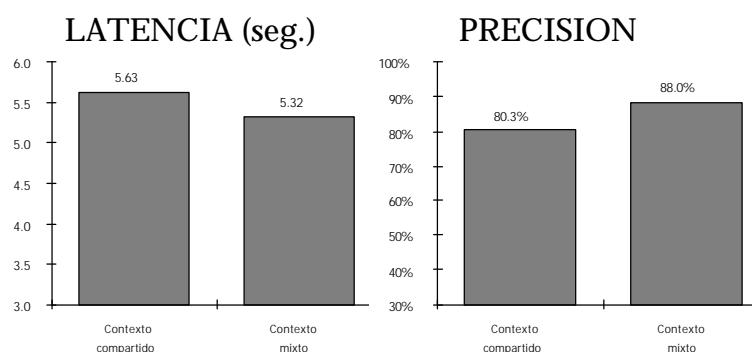 LATENCIA (seg.)
6.0
5.5
5.0
4.5
4.0
3.5
3.0
5.63
5.32
Contexto
compartido
Contexto
mixto
PRECISION
100%
90%
80%
70%
60%
50%
40%
30%
80.3%
88.0%
Contexto
compartido
Contexto
mixto